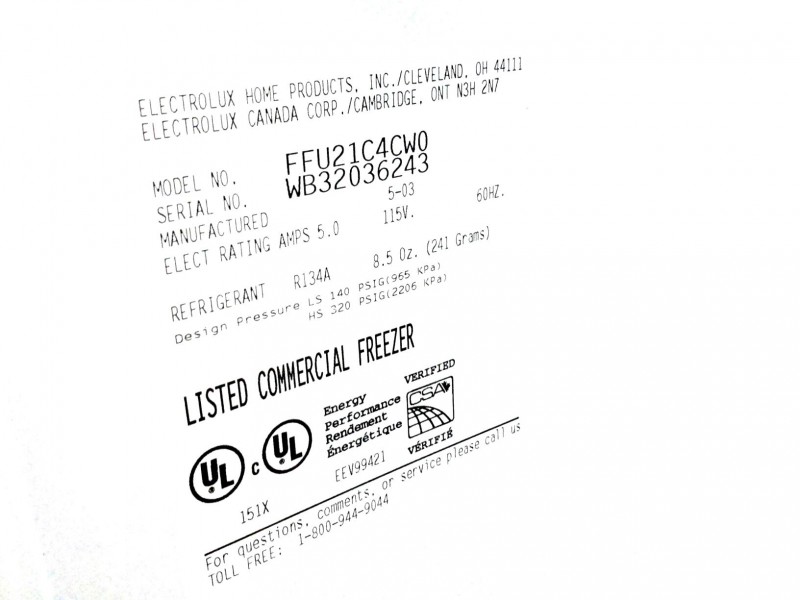 ELECTROLUX HOME PRODUCTS, INC./CLEVELAND, OH 44111
ELECTROLUX CANADA CORP./CAMBRIDGE, ONT N3H 2N7
MODEL NO. FFU21C4CW0
SERIAL NO. WB32036243
MANUFACTURED 5-03
ELECT RATING AMPS 5.0 115V. 60HZ.
REFRIGERANT R134A 8.5 Oz. (241 Grams)
Design Pressure LS 140 PSIG(965 KPa)
HS 320 PSIG(2206 KPa)
LISTED COMMERCIAL FREEZER
UL c UL
Energy
Performance
Rendement
Énergétique
VERIFIED
CSA
VÉRIFIÉ
151X EEV99421
For questions, comments, or service please call us
TOLL FREE: 1-800-944-9044